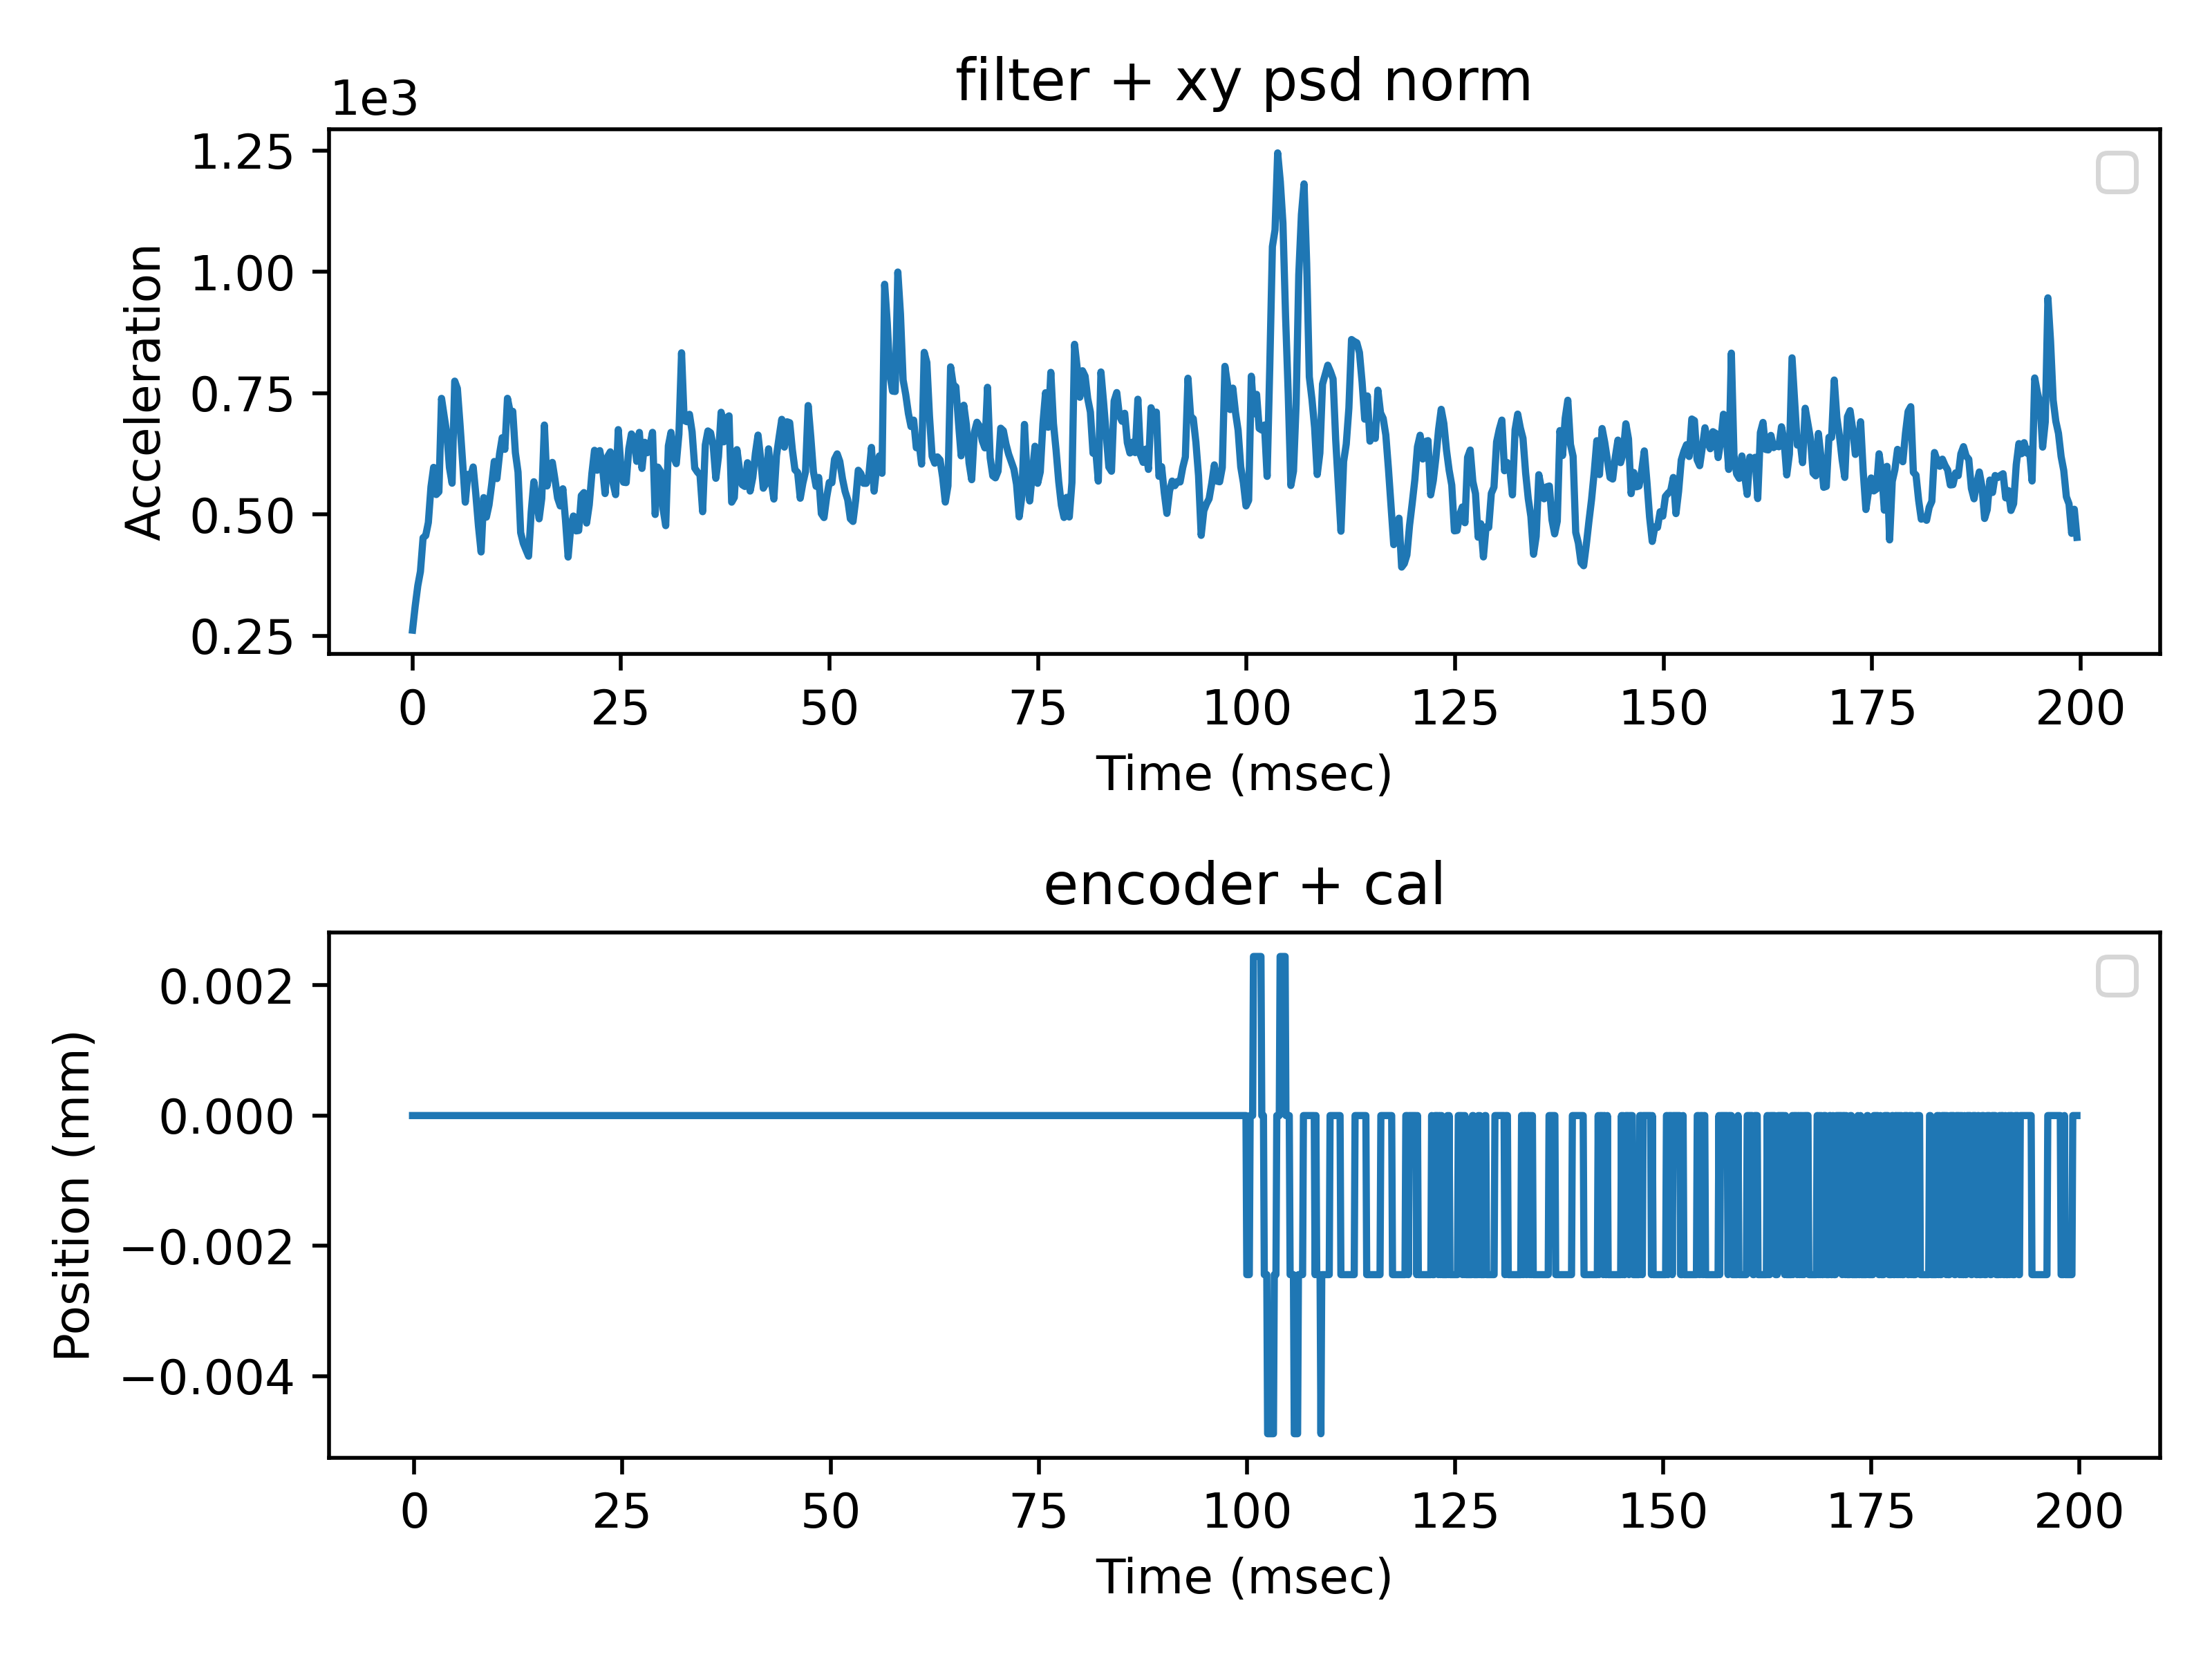 filter + xy psd norm
1e3
1.25
1.00
0.75
0.50
0.25
Acceleration
0 25 50 75 100 125 150 175 200
Time (msec)
encoder + cal
0.002
0.000
−0.002
−0.004
Position (mm)
0 25 50 75 100 125 150 175 200
Time (msec)